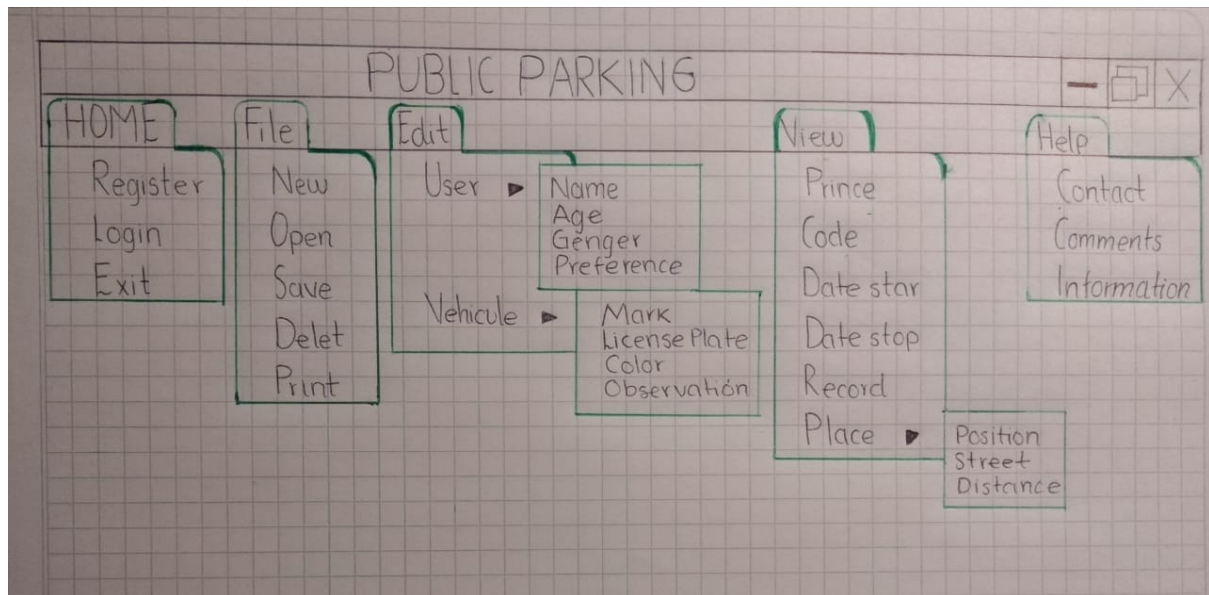 PUBLIC PARKING
HOME
Register
Login
Exit
File
New
Open
Save
Delet
Print
Edit
User
Name
Age
Genger
Preference
Vehicule
Mark
License Plate
Color
Observatión
View
Prince
Code
Date star
Date stop
Record
Place
Position
Street
Distance
Help
Contact
Comments
Information